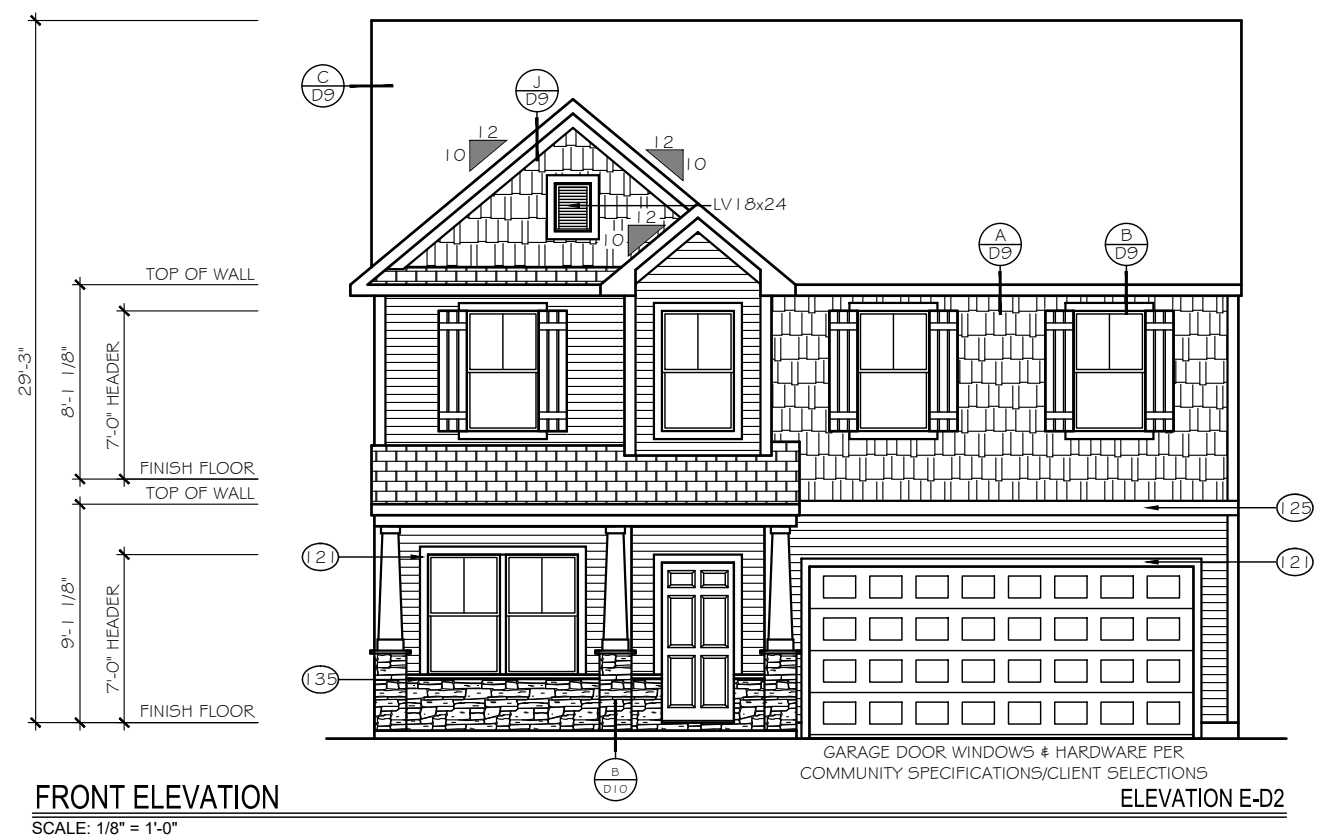 C
D9
J
D9
12
10
12
10
LV18x24
12
10
A
D9
B
D9
TOP OF WALL
29'-3"
8'-1 1/8"
7'-0" HEADER
FINISH FLOOR
TOP OF WALL
125
121
121
9'-1 1/8"
7'-0" HEADER
135
FINISH FLOOR
B
D10
GARAGE DOOR WINDOWS & HARDWARE PER
COMMUNITY SPECIFICATIONS/CLIENT SELECTIONS
FRONT ELEVATION
ELEVATION E-D2
SCALE: 1/8" = 1'-0"